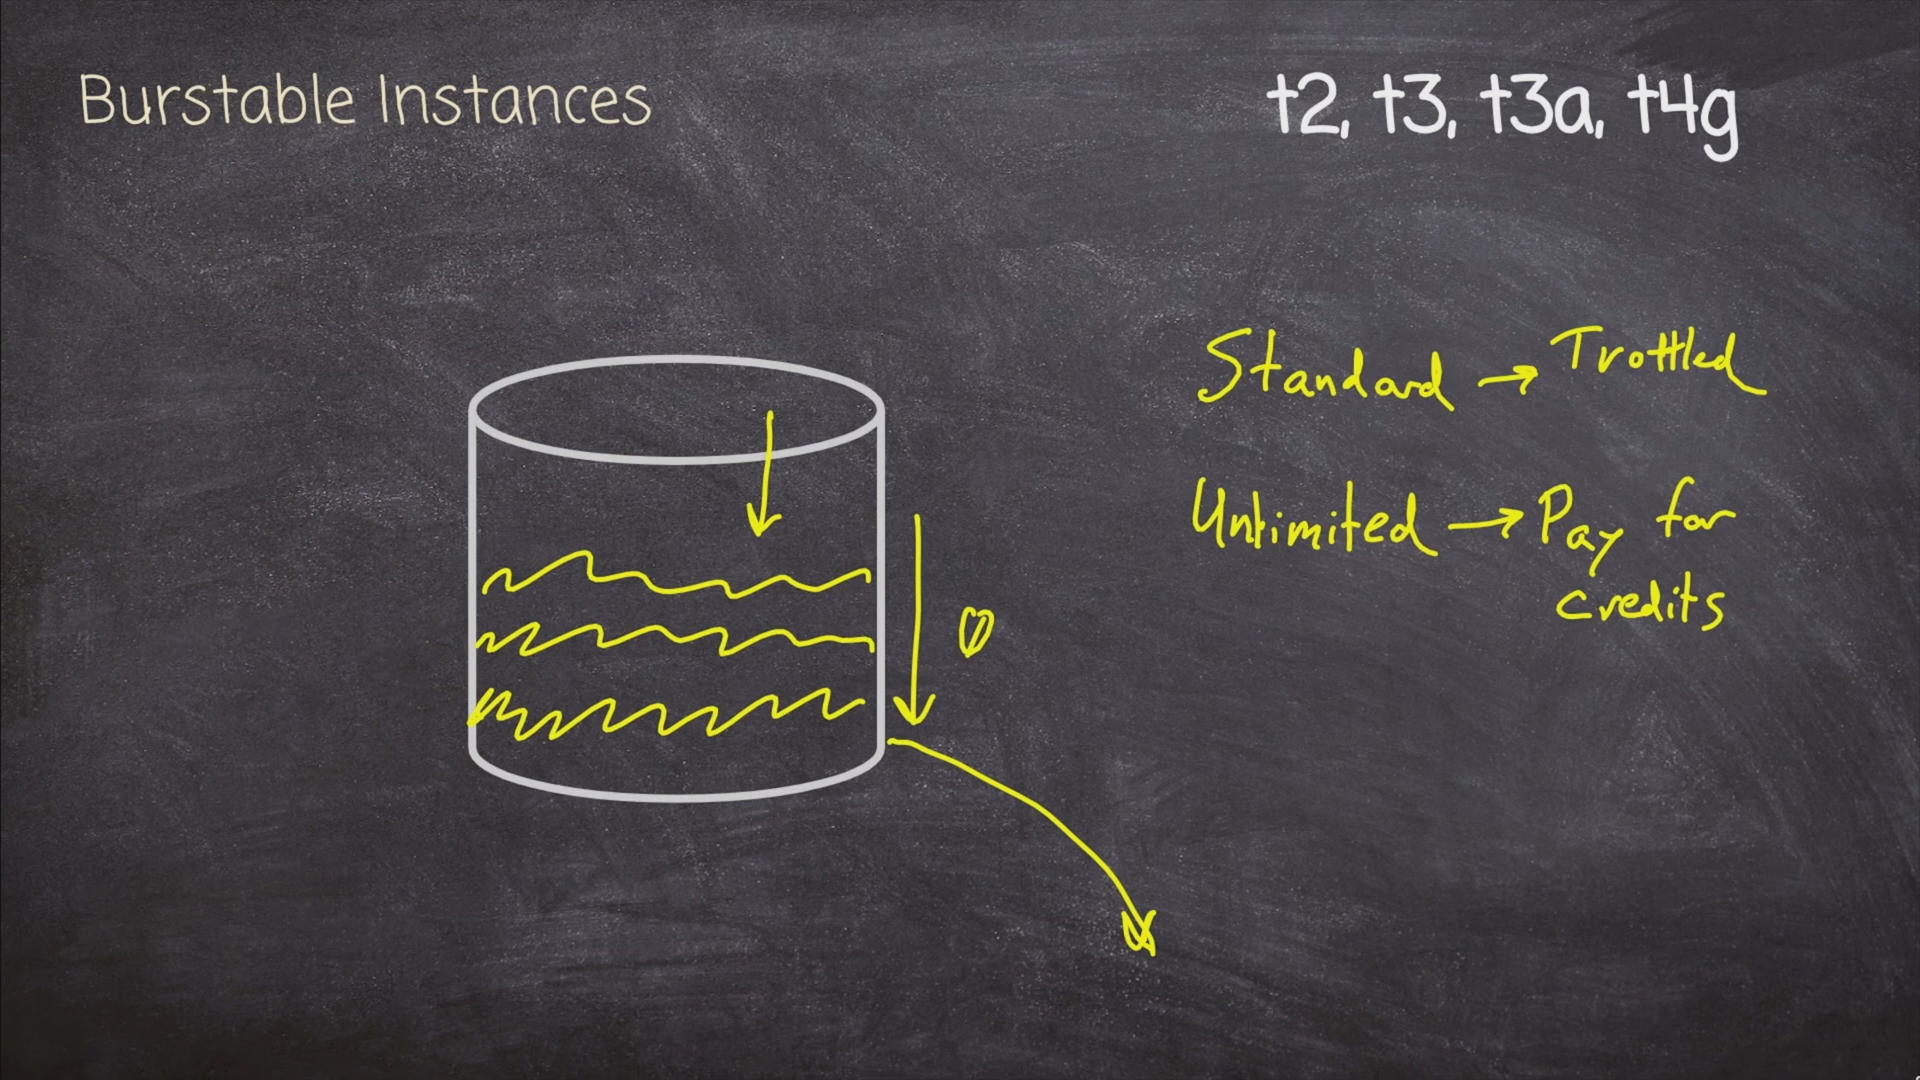 Burstable Instances
t2, t3, t3a, t4g
Standard → Trottled
Unlimited → Pay for
credits
0